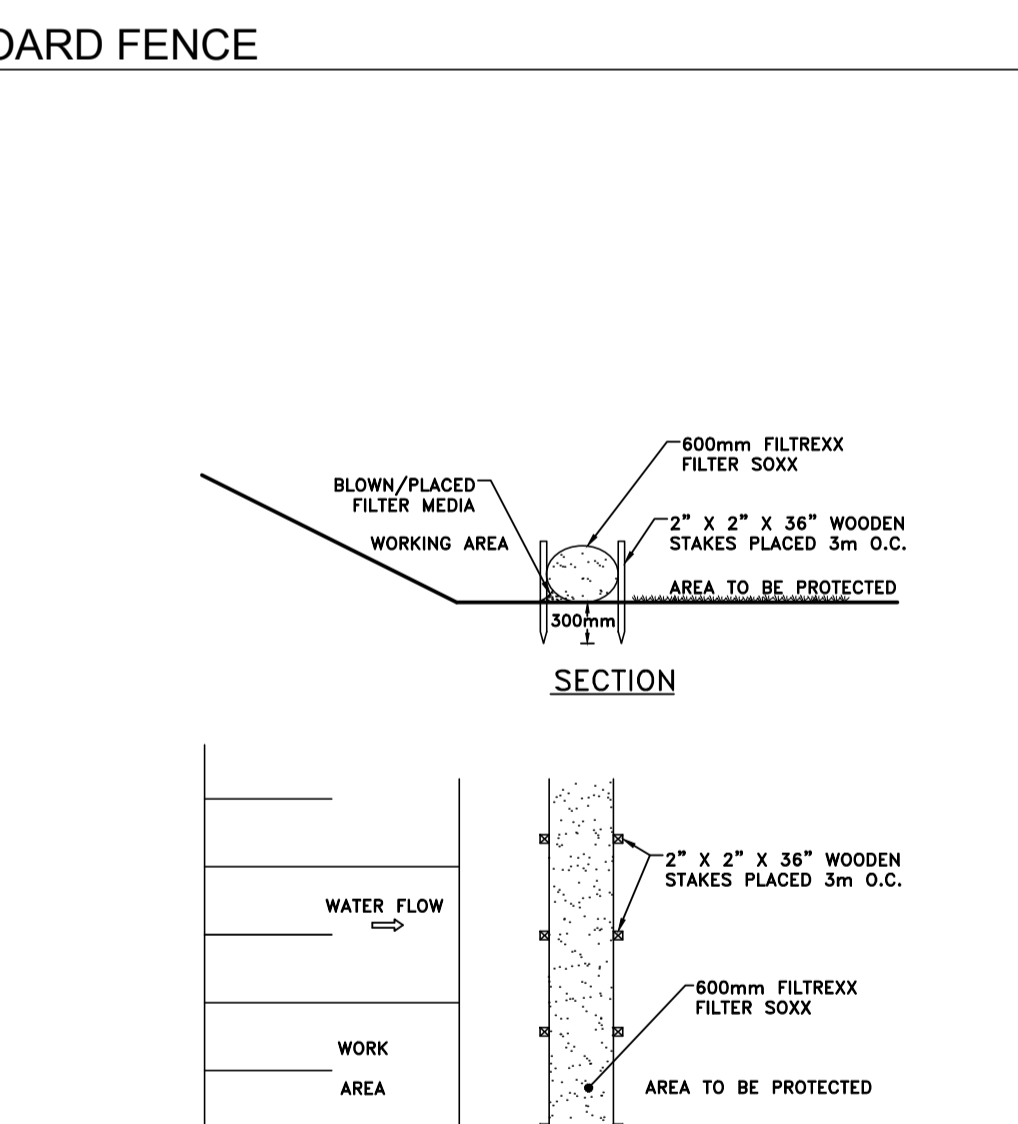 FENCE
600mm FILTREXX
FILTER SOXX
BLOWN/PLACED
FILTER MEDIA
2" X 2" X 36" WOODEN
STAKES PLACED 3m O.C.
WORKING AREA
AREA TO BE PROTECTED
300mm
SECTION
2" X 2" X 36" WOODEN
STAKES PLACED 3m O.C.
WATER FLOW
600mm FILTREXX
FILTER SOXX
WORK
AREA
AREA TO BE PROTECTED